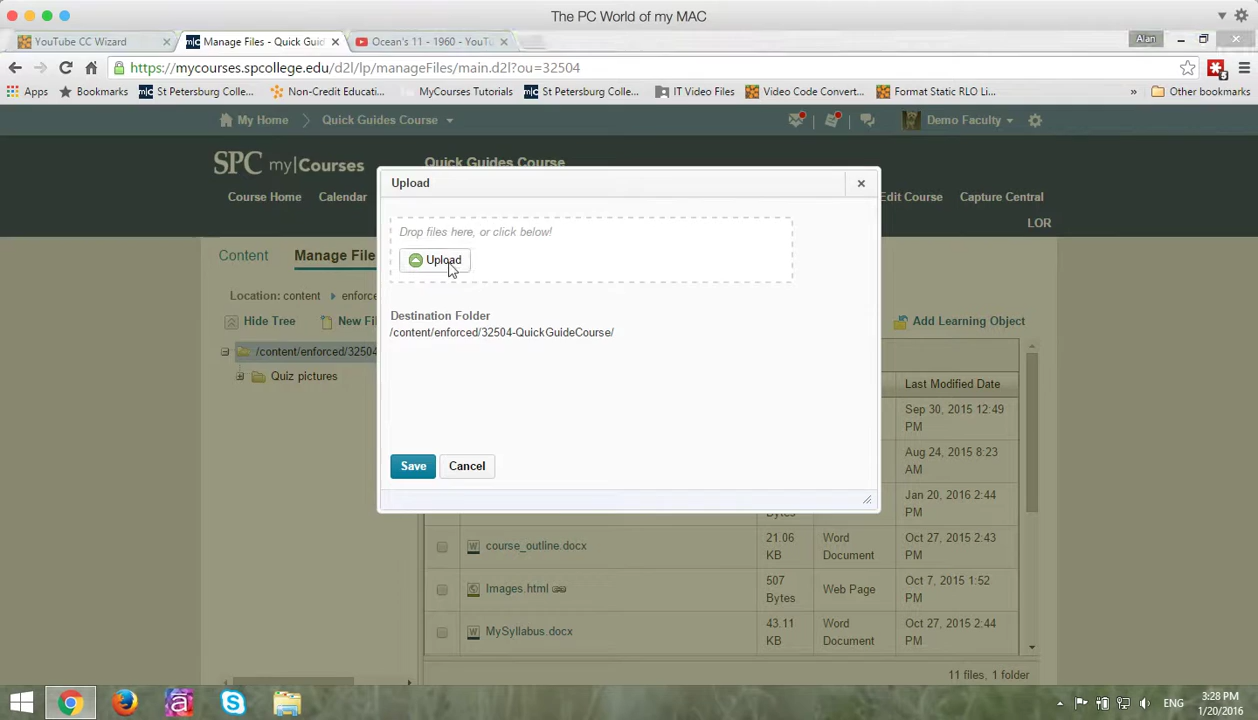 The PC World of my MAC
YouTube CC Wizard
Manage Files - Quick Gui
Ocean's 11 - 1960 - YouTu
Alan
https://mycourses.spcollege.edu/d2l/lp/manageFiles/main.d2l?ou=32504
5
Apps
Bookmarks
St Petersburg Colle...
Non-Credit Educati...
MyCourses Tutorials
St Petersburg Colle...
IT Video Files
Video Code Convert...
Format Static RLO Li...
»
Other bookmarks
My Home
Quick Guides Course
Demo Faculty
SPC my|Courses
Quick Guides Course
Course Home
Calendar
Edit Course
Capture Central
LOR
Upload
Drop files here, or click below!
Upload
Destination Folder
/content/enforced/32504-QuickGuideCourse/
Save
Cancel
Content
Manage File
Location: content
enforce
Hide Tree
New Fil
Add Learning Object
/content/enforced/32504
Quiz pictures
Last Modified Date
Sep 30, 2015 12:49
PM
Aug 24, 2015 8:23
AM
Jan 20, 2016 2:44
PM
Bytes
course_outline.docx
21.06
KB
Word
Document
Oct 27, 2015 2:43
PM
Images.html
507
Bytes
Web Page
Oct 7, 2015 1:52
PM
MySyllabus.docx
43.11
KB
Word
Document
Oct 27, 2015 2:44
PM
11 files, 1 folder
ENG
3:28 PM
1/20/2016